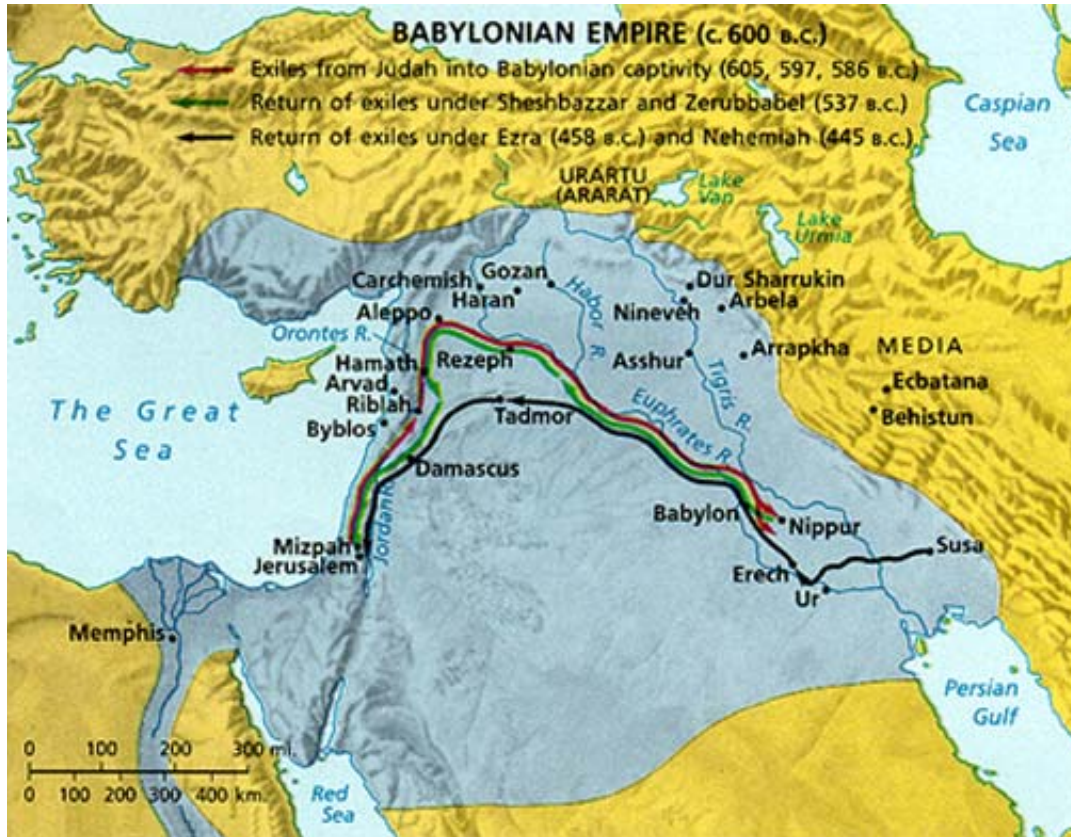 BABYLONIAN EMPIRE (c. 600 B.C.)
Exiles from Judah into Babylonian captivity (605, 597, 586 B.C.)
Return of exiles under Sheshbazzar and Zerubbabel (537 B.C.)
Return of exiles under Ezra (458 B.C.) and Nehemiah (445 B.C.)
Caspian
Sea
URARTU
(ARARAT)
Lake
Van
Lake
Urmia
Carchemish
Gozan
Haran
Habor R.
Dur Sharrukin
Nineveh
Arbela
Aleppo
Orontes R.
Hamath
Rezeph
Asshur
Arrapkha
MEDIA
Arvad
Riblah
Byblos
Tadmor
Tigris R.
Euphrates R.
Ecbatana
Behistun
The Great
Sea
Damascus
Jordan R.
Babylon
Nippur
Mizpah
Jerusalem
Susa
Erech
Ur
Memphis
Persian
Gulf
0 100 200 300 mi.
0 100 200 300 400 km.
Red
Sea